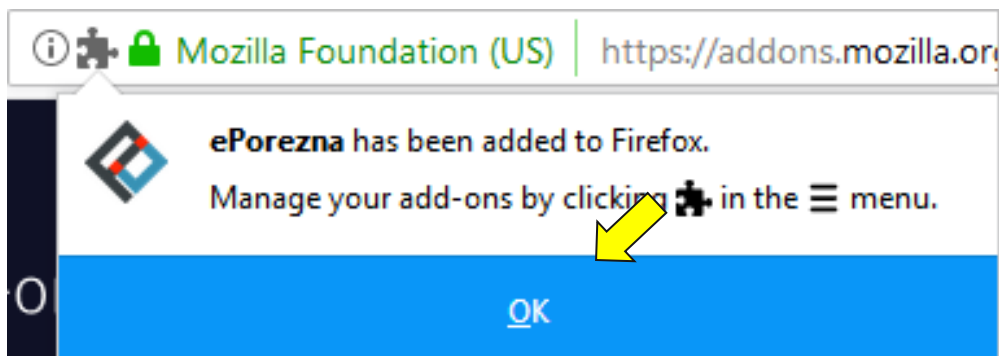 Mozilla Foundation (US) https://addons.mozilla.org
ePorezna has been added to Firefox.
Manage your add-ons by clicking in the menu.
OK